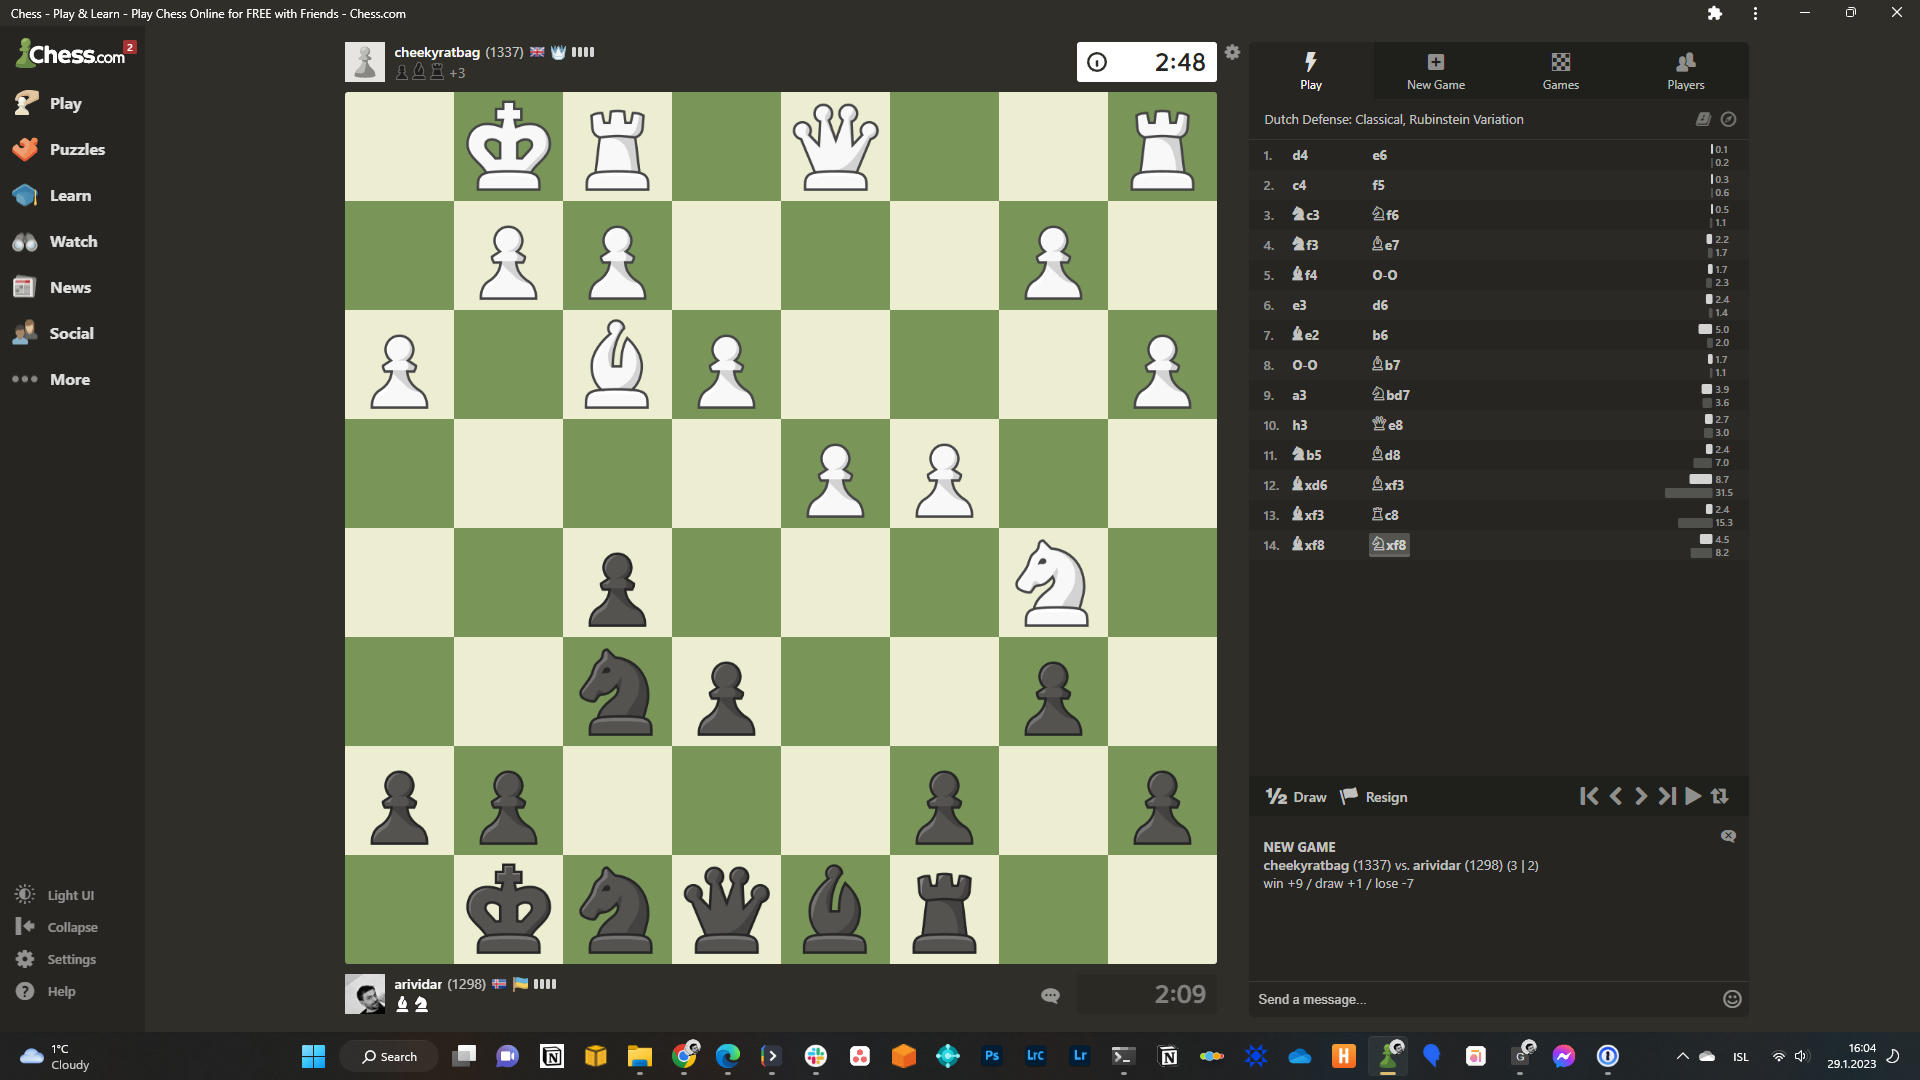 Chess - Play & Learn - Play Chess Online for FREE with Friends - Chess.com
Chess.com 2
Play
Puzzles
Learn
Watch
News
Social
More
Light UI
Collapse
Settings
Help
cheekyratbag (1337)
+3
2:48
arividar (1298)
2:09
Play New Game Games Players
Dutch Defense: Classical, Rubinstein Variation
1. d4 e6 0.1
0.2
2. c4 f5 0.3
0.6
3. c3 f6 0.5
1.1
4. f3 e7 2.2
1.7
5. f4 O-O 1.7
2.3
6. e3 d6 2.4
1.4
7. e2 b6 5.0
2.0
8. O-O b7 1.7
1.1
9. a3 bd7 3.9
3.6
10. h3 e8 2.7
3.0
11. b5 d8 2.4
7.0
12. xd6 xf3 8.7
31.5
13. xf3 c8 2.4
15.3
14. xf8 xf8 4.5
8.2
½ Draw Resign
NEW GAME
cheekyratbag (1337) vs. arividar (1298) (3 | 2)
win +9 / draw +1 / lose -7
Send a message...
1°C
Cloudy
Search
Ps
Lrc
Lr
H
G
ISL
16:04
29.1.2023